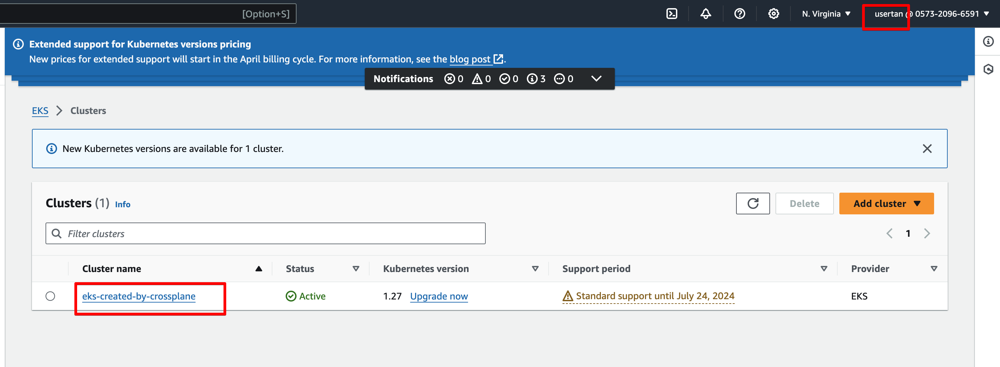 [Option+S] N. Virginia usertan @ 0573-2096-6591
Extended support for Kubernetes versions pricing
New prices for extended support will start in the April billing cycle. For more information, see the blog post.
Notifications 0 0 0 3 0
EKS Clusters
New Kubernetes versions are available for 1 cluster.
Clusters (1) Info Delete Add cluster
Filter clusters 1
Cluster name Status Kubernetes version Support period Provider
eks-created-by-crossplane Active 1.27 Upgrade now Standard support until July 24, 2024 EKS